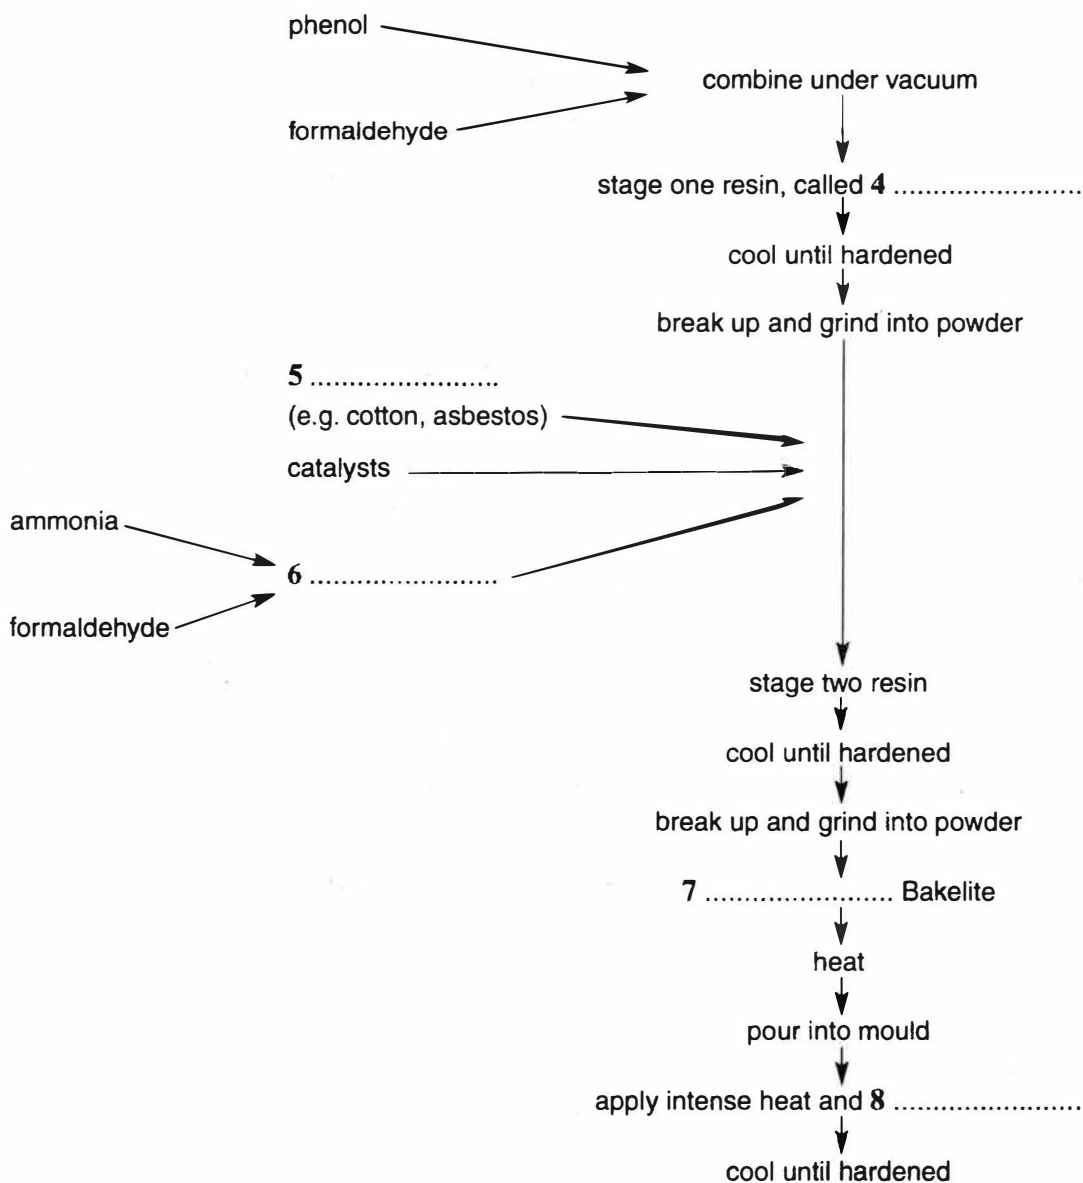 phenol
combine under vacuum
formaldehyde
stage one resin, called 4 ........................
cool until hardened
break up and grind into powder
5 ........................
(e.g. cotton, asbestos)
catalysts
ammonia
6 ........................
formaldehyde
stage two resin
cool until hardened
break up and grind into powder
7 ........................ Bakelite
heat
pour into mould
apply intense heat and 8 ........................
cool until hardened